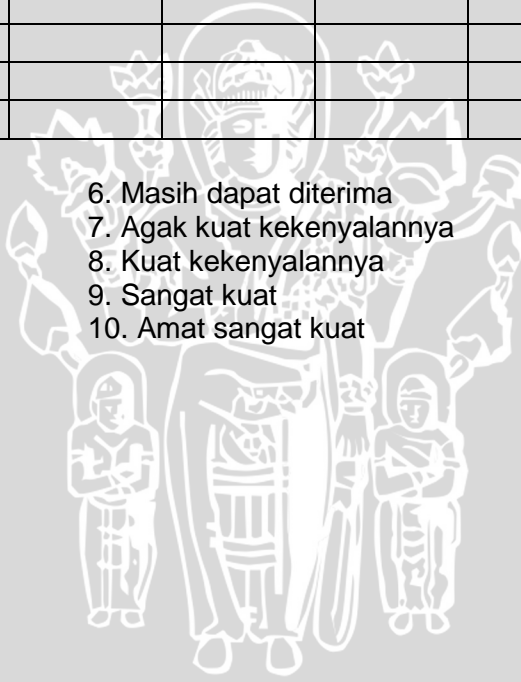 6. Masih dapat diterima
7. Agak kuat kekenyalannya
8. Kuat kekenyalannya
9. Sangat kuat
10. Amat sangat kuat